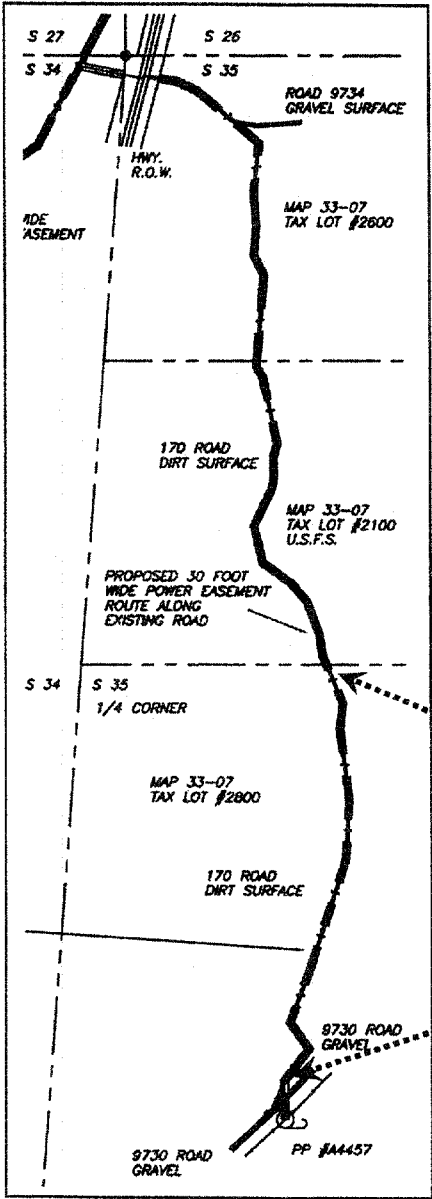 S 27
S 26
S 34
S 35
ROAD 9734
GRAVEL SURFACE
HWY.
R.O.W.
MAP 33-07
TAX LOT #2600
170 ROAD
DIRT SURFACE
MAP 33-07
TAX LOT #2100
U.S.F.S.
PROPOSED 30 FOOT
WIDE POWER EASEMENT
ROUTE ALONG
EXISTING ROAD
S 34
S 35
1/4 CORNER
MAP 33-07
TAX LOT #2800
170 ROAD
DIRT SURFACE
9730 ROAD
GRAVEL
9730 ROAD
GRAVEL
PP #A4457